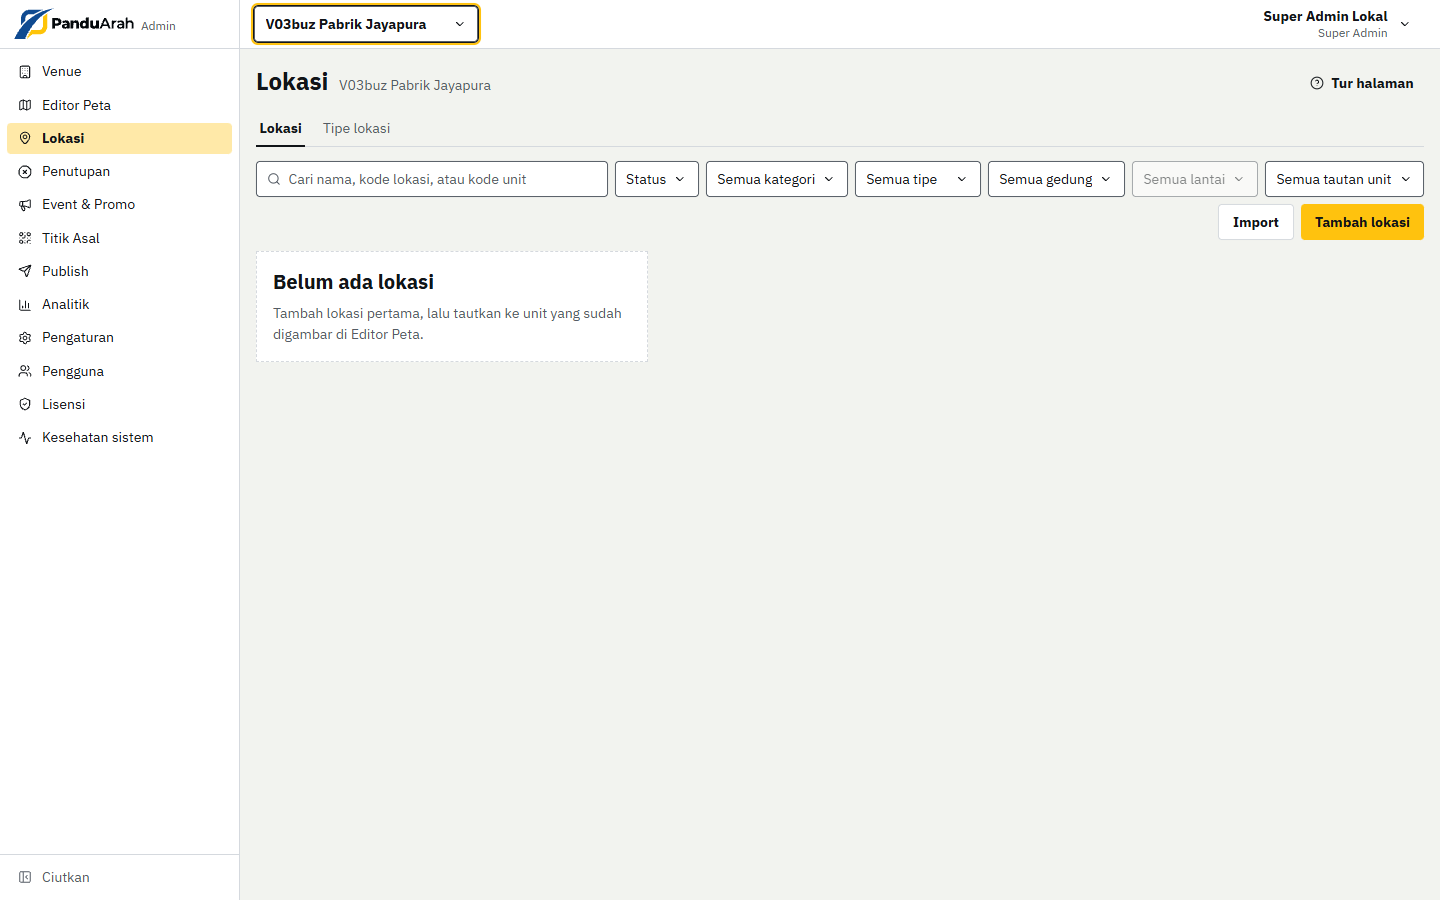 PanduArah Admin
V03buz Pabrik Jayapura
Super Admin Lokal
Super Admin
Venue
Editor Peta
Lokasi
Penutupan
Event & Promo
Titik Asal
Publish
Analitik
Pengaturan
Pengguna
Lisensi
Kesehatan sistem
Ciutkan
Lokasi V03buz Pabrik Jayapura
Tur halaman
Lokasi Tipe lokasi
Cari nama, kode lokasi, atau kode unit Status Semua kategori Semua tipe Semua gedung Semua lantai Semua tautan unit
Import Tambah lokasi
Belum ada lokasi
Tambah lokasi pertama, lalu tautkan ke unit yang sudah
digambar di Editor Peta.